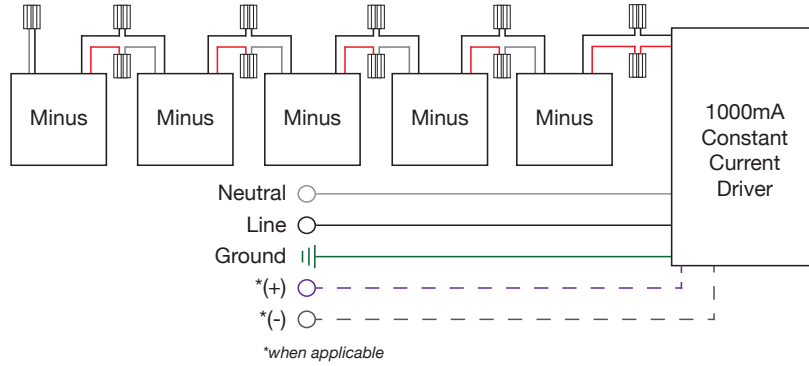 Minus
Minus
Minus
Minus
Minus
1000mA
Constant
Current
Driver
Neutral
Line
Ground
*(+)
*(-)
*when applicable